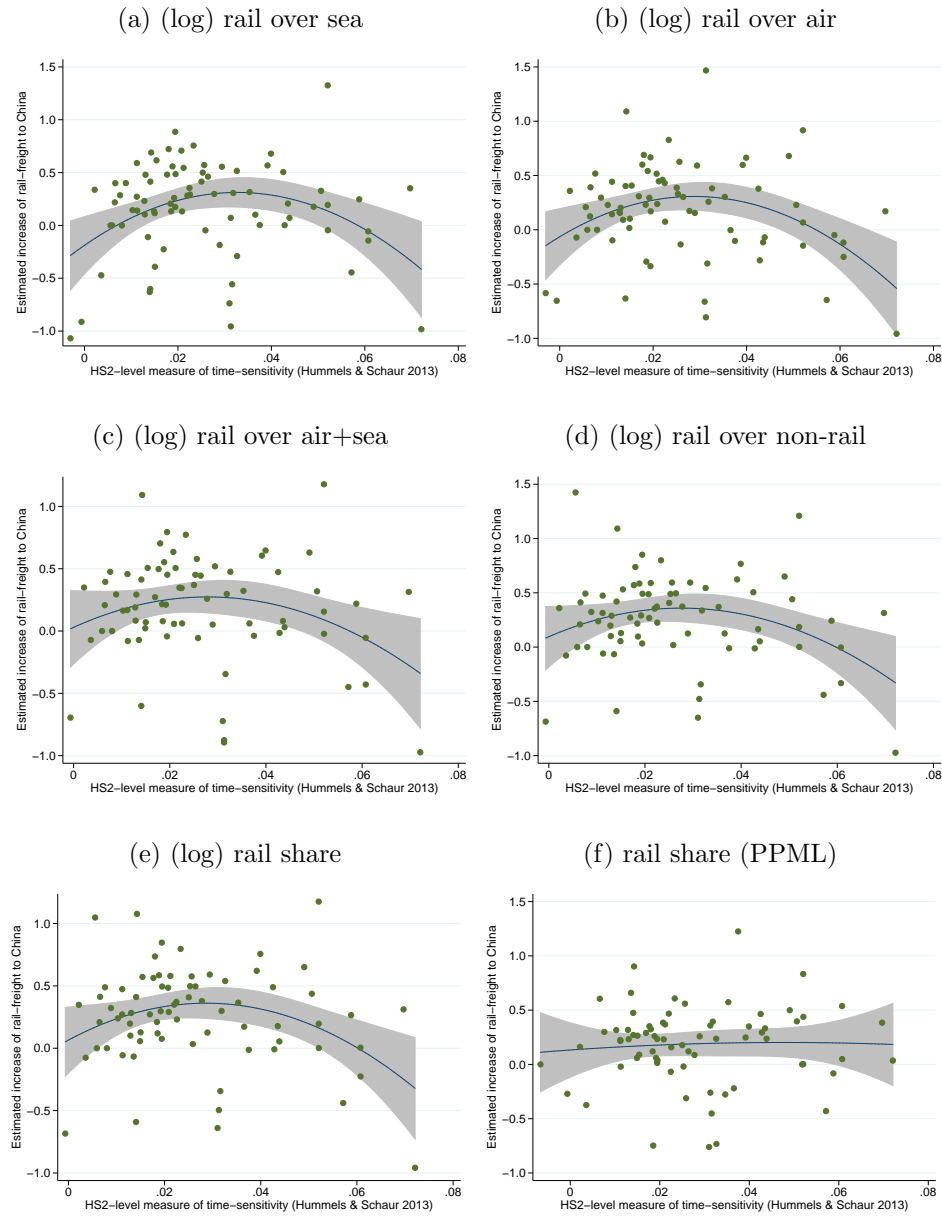 (a) (log) rail over sea
Estimated increase of rail−freight to China
1.5
1.0
0.5
0.0
−0.5
−1.0
0 .02 .04 .06 .08
HS2−level measure of time−sensitivity (Hummels & Schaur 2013)
(b) (log) rail over air
Estimated increase of rail−freight to China
1.5
1.0
0.5
0.0
−0.5
−1.0
0 .02 .04 .06 .08
HS2−level measure of time−sensitivity (Hummels & Schaur 2013)
(c) (log) rail over air+sea
Estimated increase of rail−freight to China
1.0
0.5
0.0
−0.5
−1.0
0 .02 .04 .06 .08
HS2−level measure of time−sensitivity (Hummels & Schaur 2013)
(d) (log) rail over non-rail
Estimated increase of rail−freight to China
1.5
1.0
0.5
0.0
−0.5
−1.0
0 .02 .04 .06 .08
HS2−level measure of time−sensitivity (Hummels & Schaur 2013)
(e) (log) rail share
Estimated increase of rail−freight to China
1.0
0.5
0.0
−0.5
−1.0
0 .02 .04 .06 .08
HS2−level measure of time−sensitivity (Hummels & Schaur 2013)
(f) rail share (PPML)
Estimated increase of rail−freight to China
1.5
1.0
0.5
0.0
−0.5
−1.0
0 .02 .04 .06 .08
HS2−level measure of time−sensitivity (Hummels & Schaur 2013)